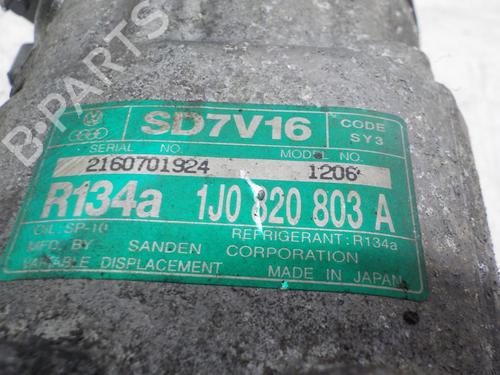 SD7V16 CODE SY3
SERIAL NO. MODEL NO.
2160701924 1206
R134a 1J0 820 803 A
OIL: SP-10 REFRIGERANT: R134a
MFD. BY SANDEN CORPORATION
VARIABLE DISPLACEMENT MADE IN JAPAN
B-PARTS